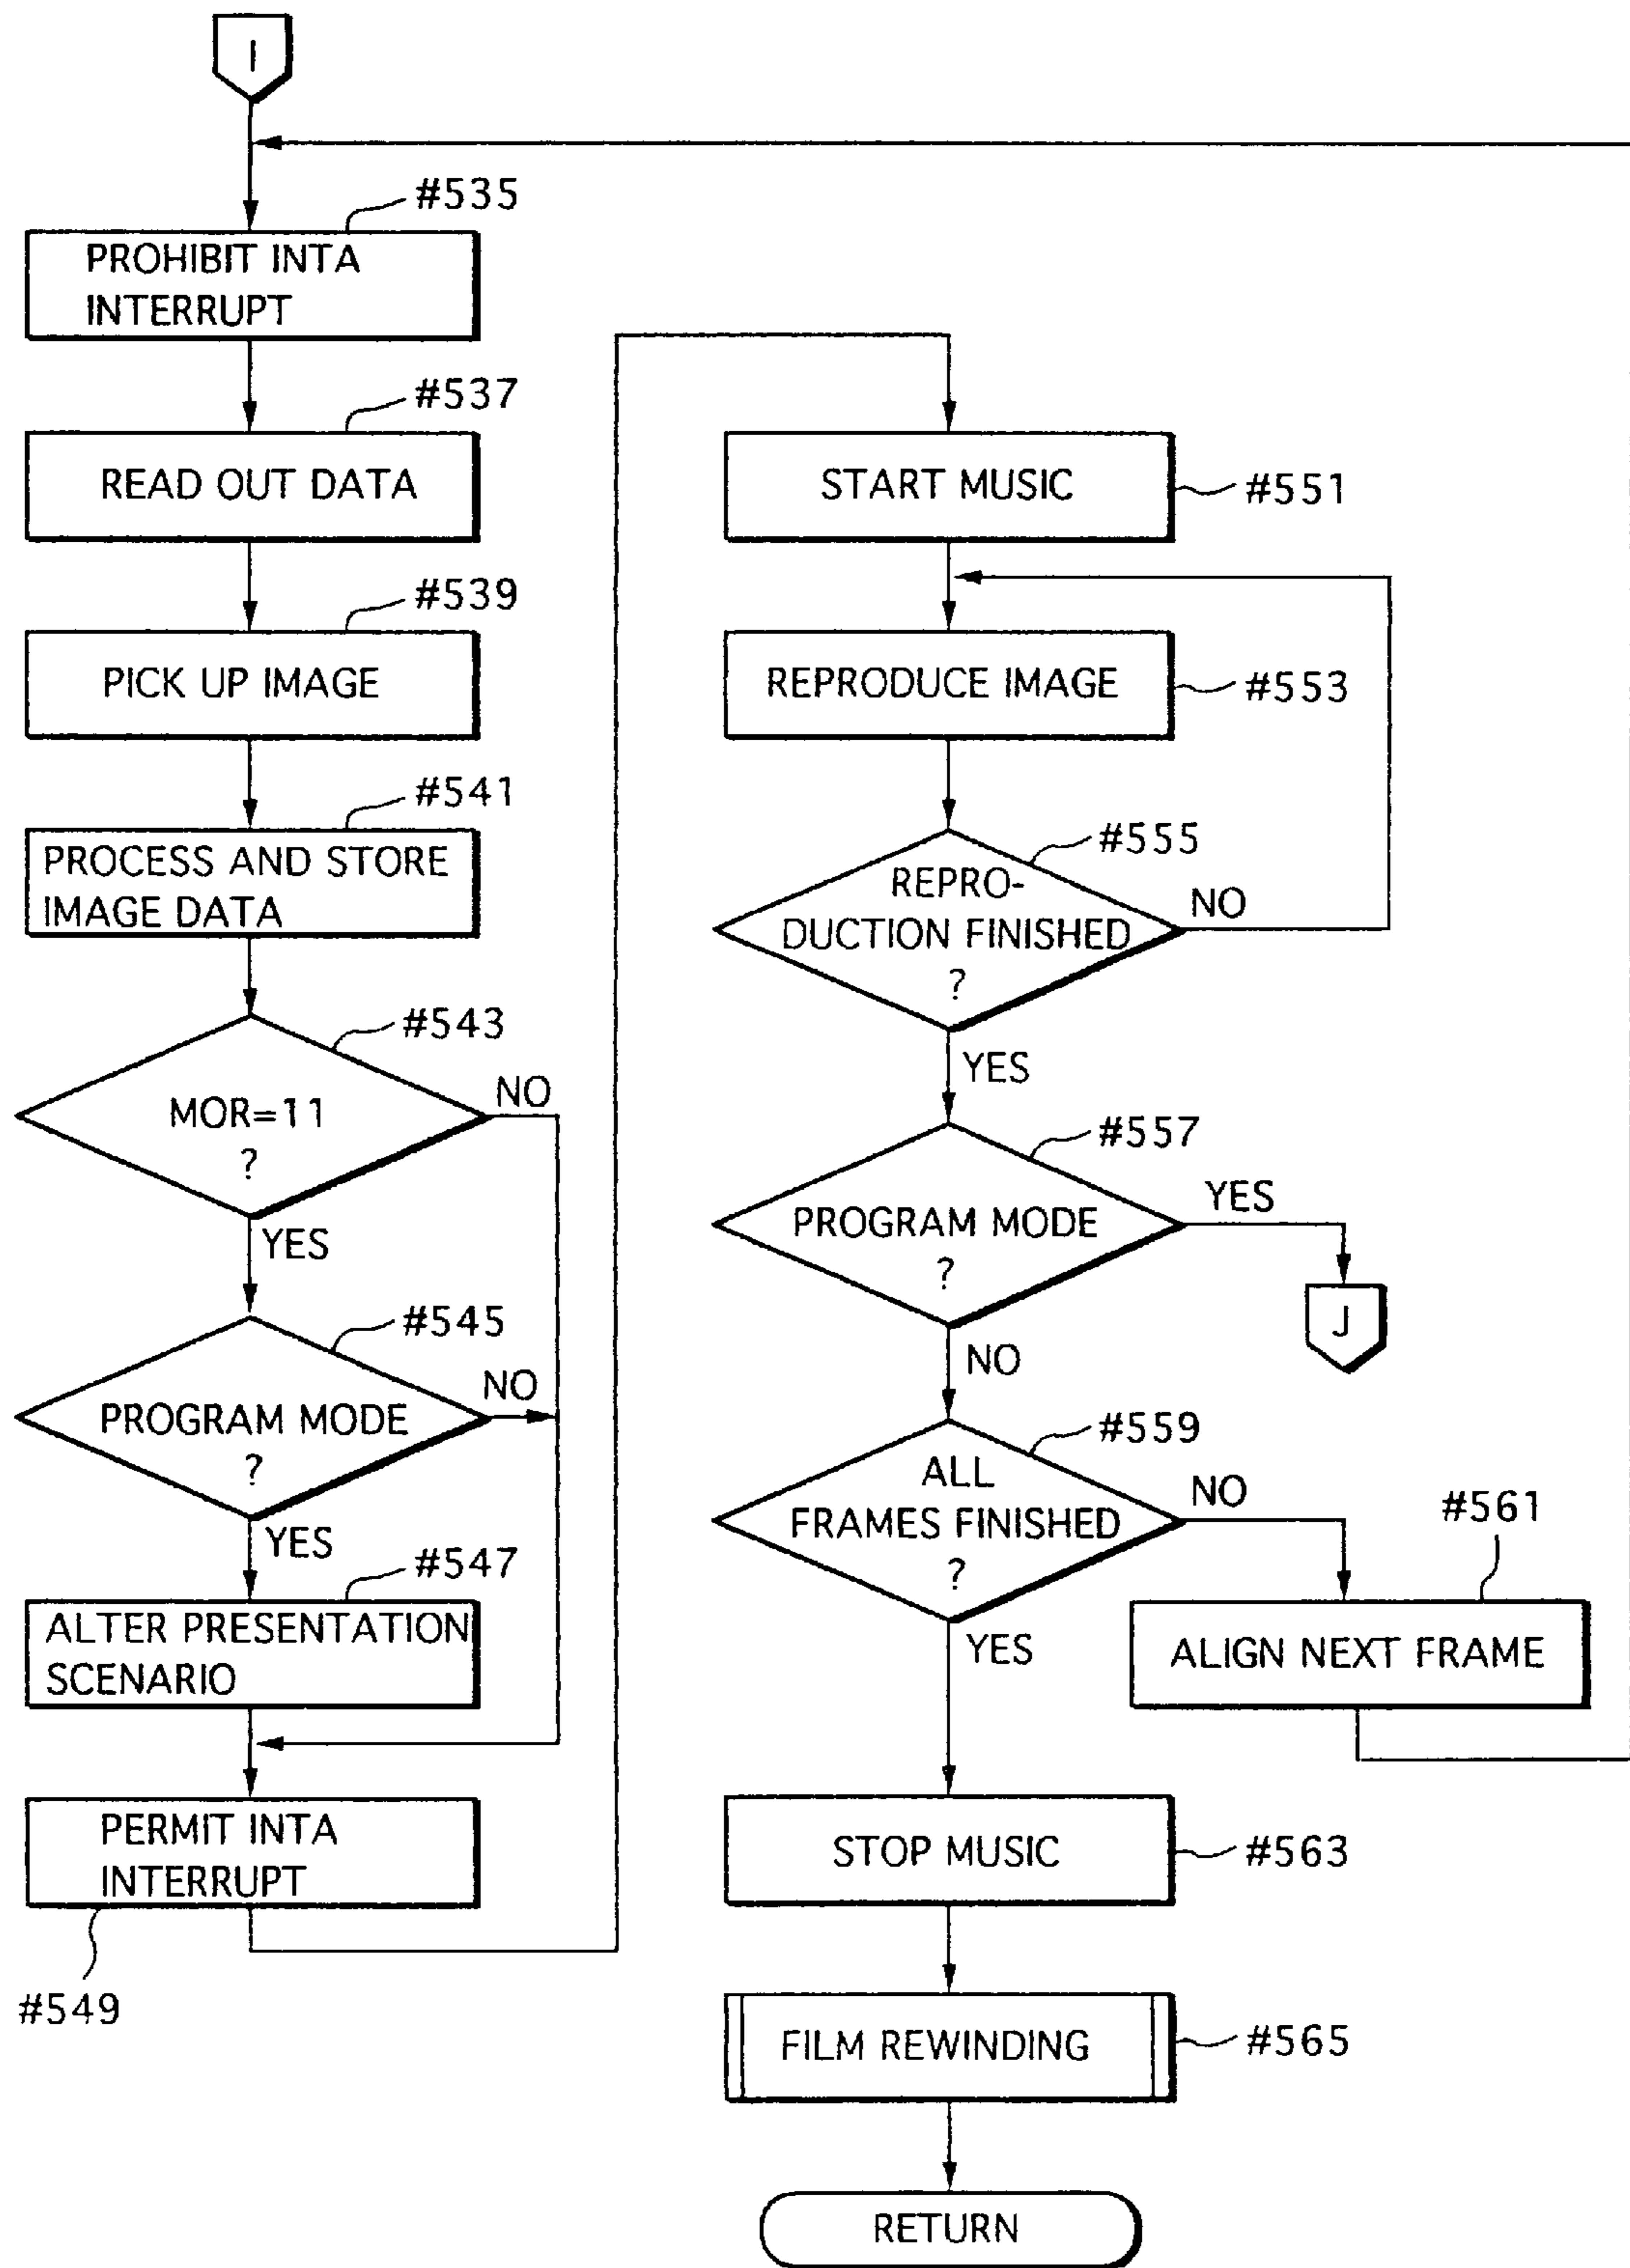 I
#535
PROHIBIT INTA
INTERRUPT
#537
READ OUT DATA
#539
PICK UP IMAGE
#541
PROCESS AND STORE
IMAGE DATA
#543
MOR=11
?
NO
YES
#545
PROGRAM MODE
?
NO
YES
#547
ALTER PRESENTATION
SCENARIO
PERMIT INTA
INTERRUPT
#549
START MUSIC
#551
REPRODUCE IMAGE
#553
#555
REPRO-
DUCTION FINISHED
?
NO
YES
#557
PROGRAM MODE
?
YES
J
NO
#559
ALL
FRAMES FINISHED
?
NO
#561
ALIGN NEXT FRAME
YES
STOP MUSIC
#563
FILM REWINDING
#565
RETURN